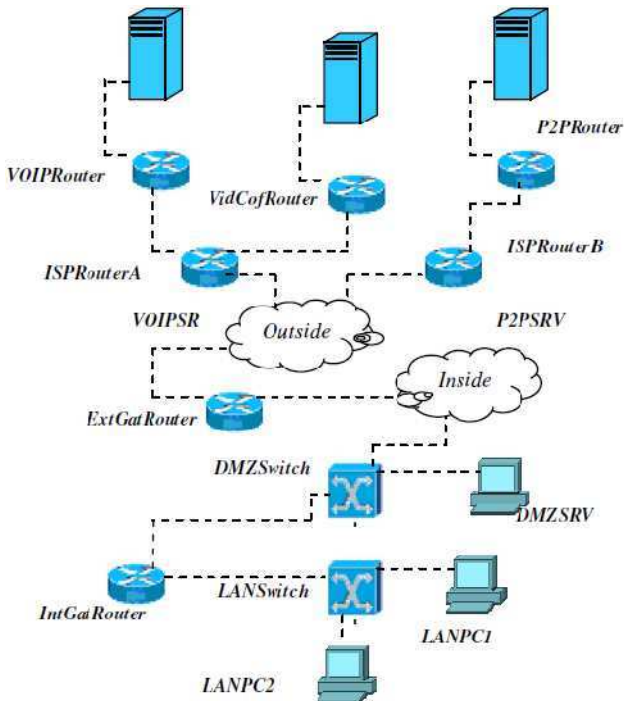 P2PRouter
VOIPRouter
VidCofRouter
ISPRouterB
ISPRouterA
VOIPSR
Outside
P2PSRV
Inside
ExtGatRouter
DMZSwitch
DMZSRV
LANSwitch
IntGatRouter
LANPC1
LANPC2